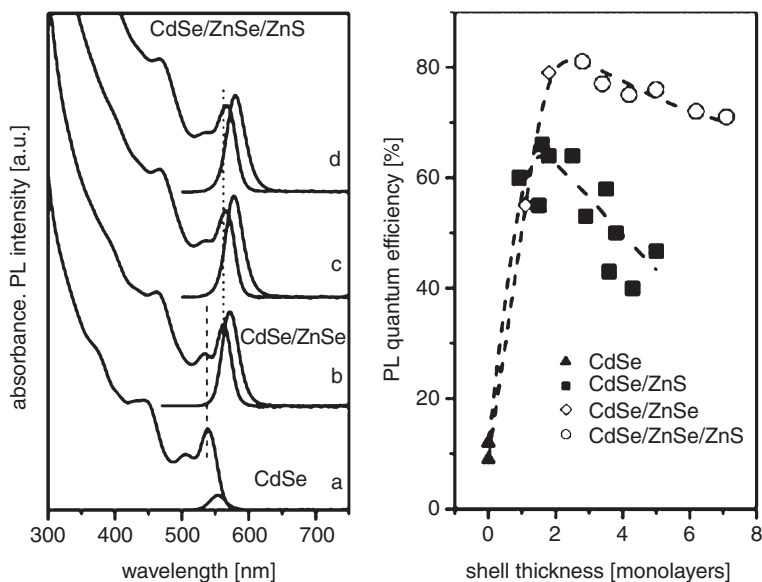 CdSe/ZnSe/ZnS
d
c
CdSe/ZnSe
b
CdSe
a
absorbance. PL intensity [a.u.]
300 400 500 600 700
wavelength [nm]
PL quantum efficiency [%]
80
60
40
20
0
CdSe
CdSe/ZnS
CdSe/ZnSe
CdSe/ZnSe/ZnS
0 2 4 6 8
shell thickness [monolayers]